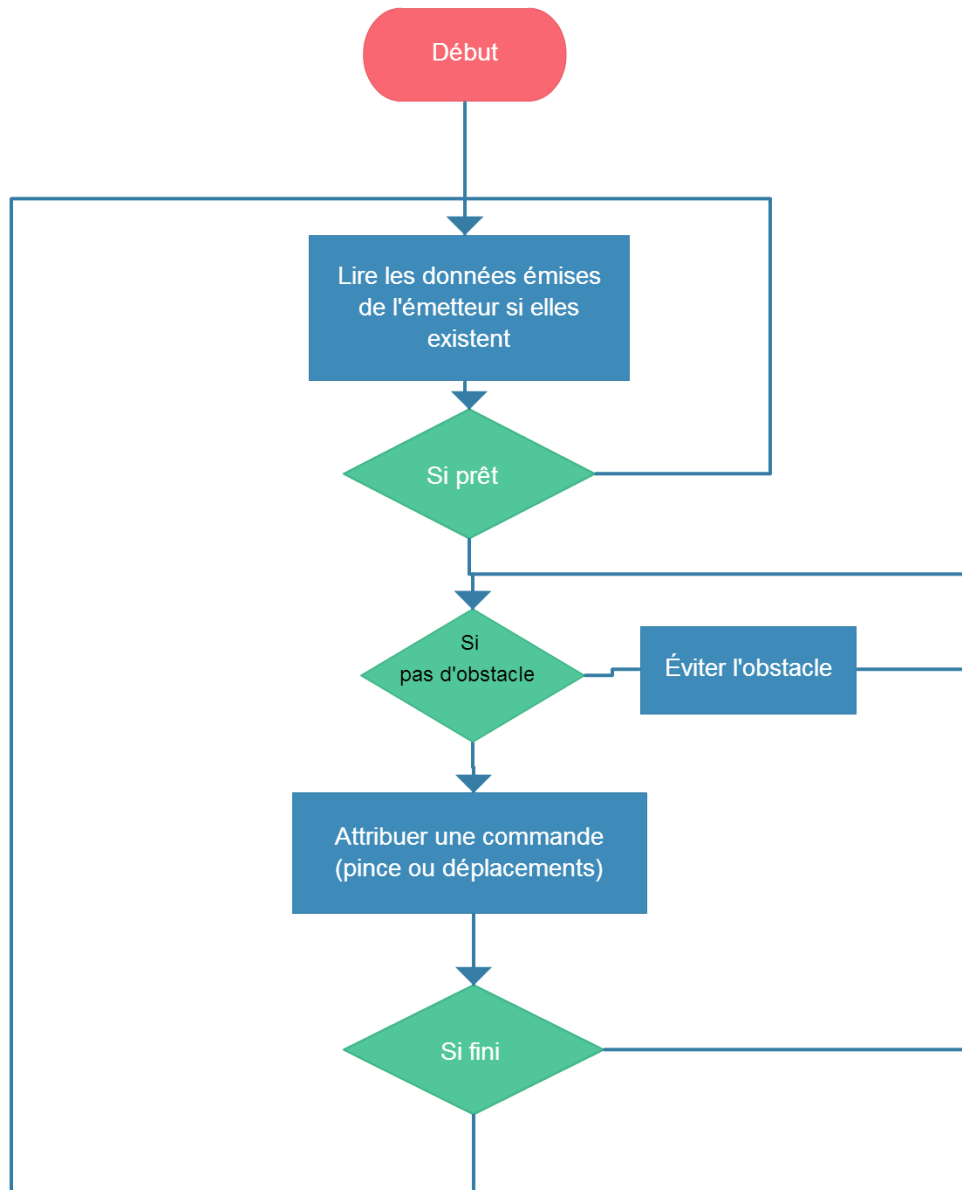 Début
Lire les données émises
de l'émetteur si elles
existent
Si prêt
Si
pas d'obstacle
Éviter l'obstacle
Attribuer une commande
(pince ou déplacements)
Si fini